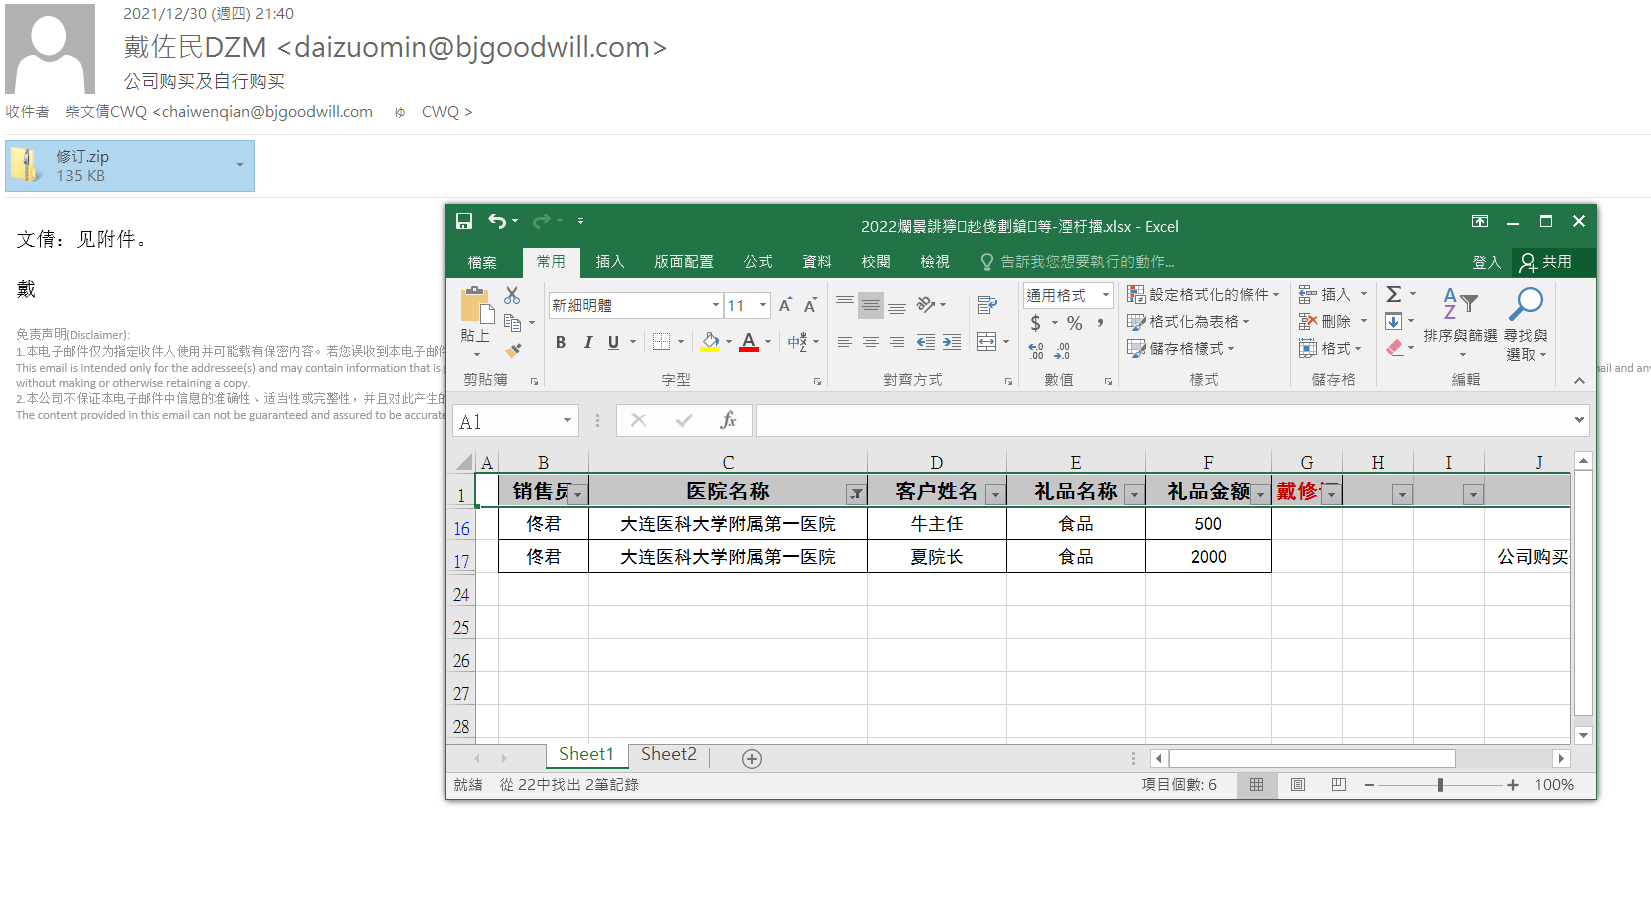 2021/12/30 (週四) 21:40
戴佐民DZM <daizuomin@bjgoodwill.com>
公司购买及自行购买
收件者 柴文倩CWQ <chaiwenqian@bjgoodwill.com ゆ CWQ >
修订.zip
135 KB
文倩：见附件。
戴
免责声明(Disclaimer):
1.本电子邮件仅为指定收件人使用并可能载有保密内容。若您误收到本电子邮件
This email is intended only for the addressee(s) and may contain information that is
ail and any
without making or otherwise retaining a copy.
2.本公司不保证本电子邮件中信息的准确性、适当性或完整性，并且对此产生的
The content provided in this email can not be guaranteed and assured to be accurate
.xlsx - Excel
檔案 常用 插入 版面配置 公式 資料 校閱 檢視 告訴我您想要執行的動作... 登入 共用
貼上
新細明體 11
B I U A 中
通用格式
$ % ,
設定格式化的條件
格式化為表格
儲存格樣式
插入
刪除
格式
排序與篩選
尋找與
選取
剪貼簿 字型 對齊方式 數值 樣式 儲存格 編輯
A1 fx
A B C D E F G H I J
1 销售员 医院名称 客户姓名 礼品名称 礼品金额 戴修
16 佟君 大连医科大学附属第一医院 牛主任 食品 500
17 佟君 大连医科大学附属第一医院 夏院长 食品 2000 公司购买
24
25
26
27
28
Sheet1 Sheet2
就緒 從 22中找出 2筆記錄 項目個數: 6 100%